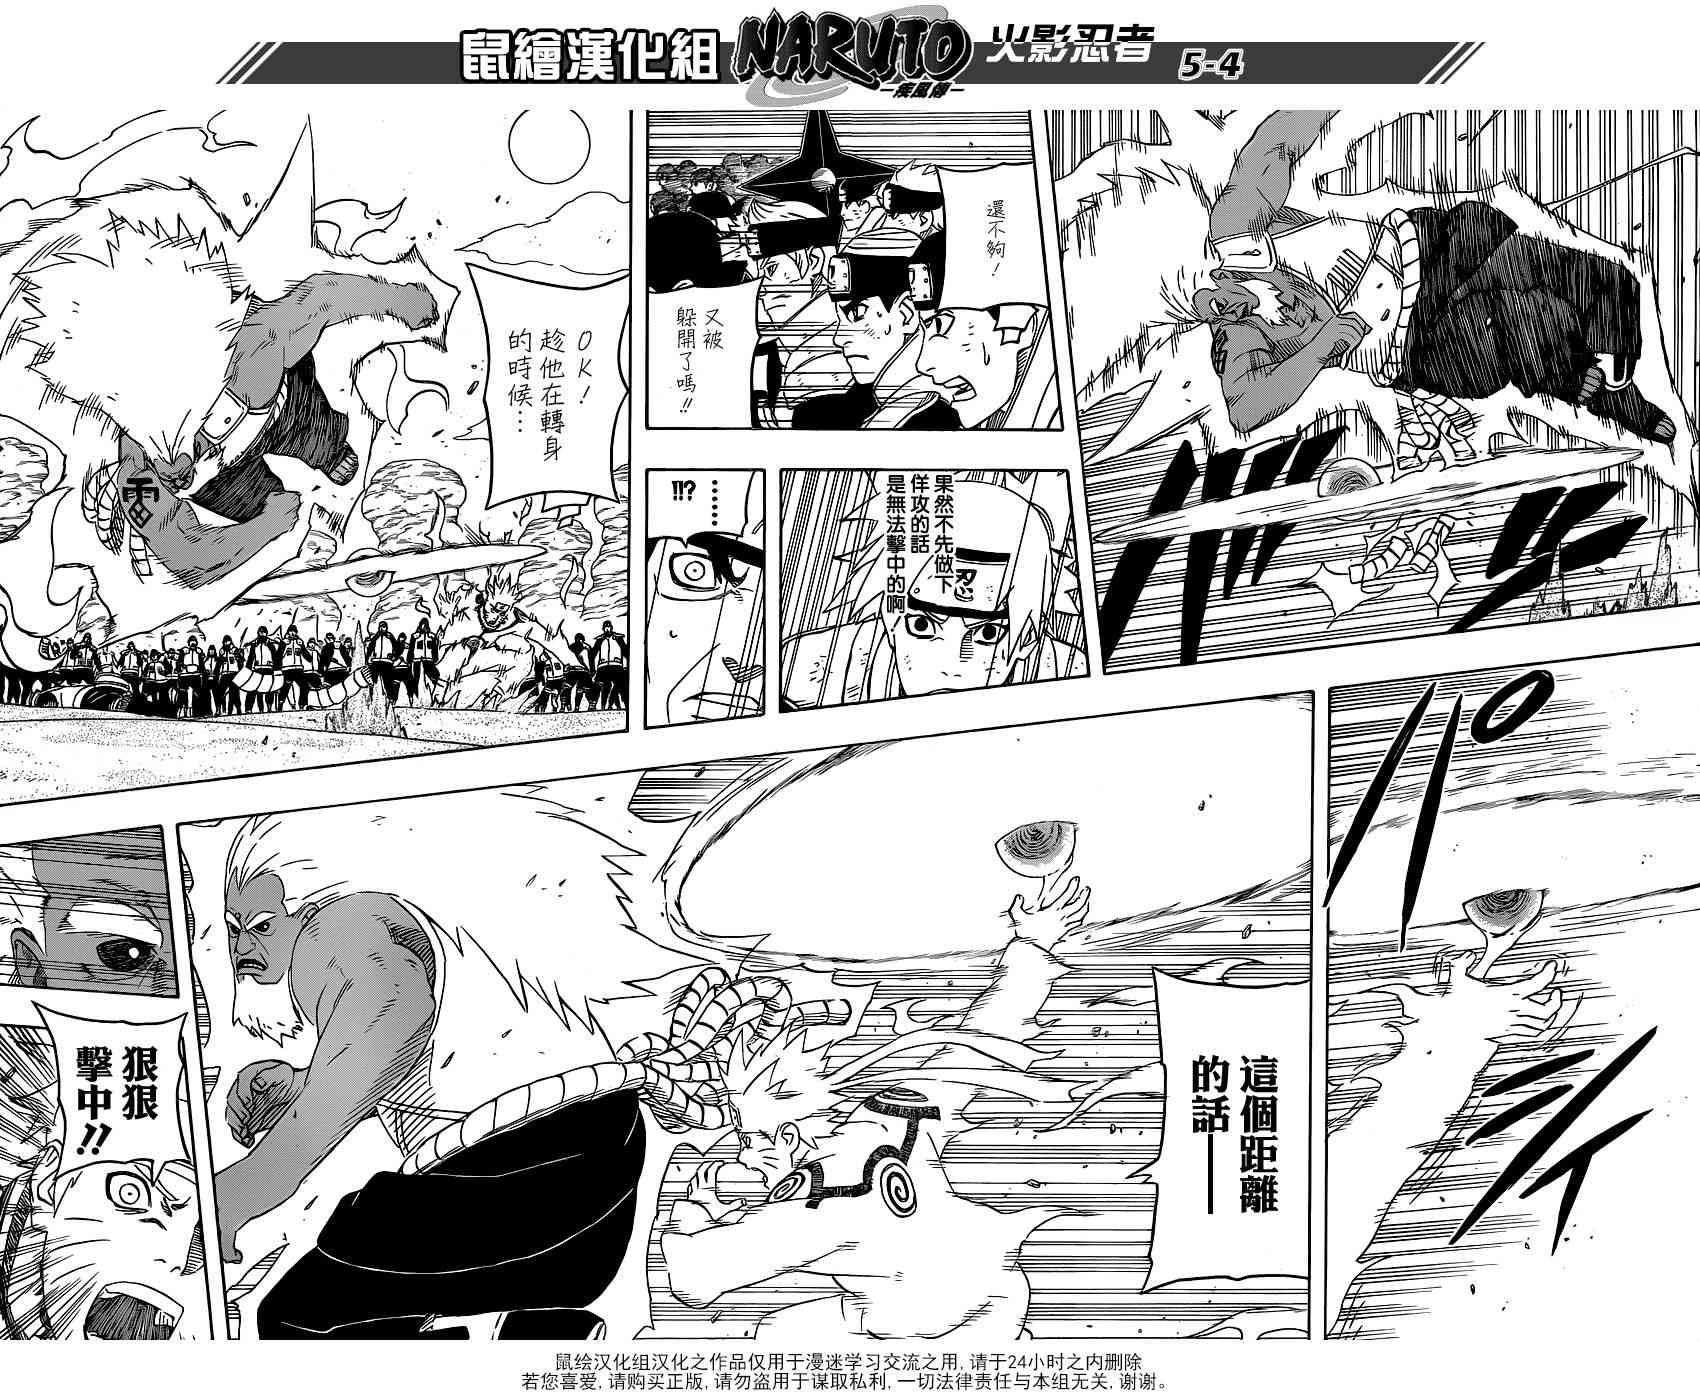 鼠繪漢化組
NARUTO
火影忍者
-疾風傳-
5-4
還不夠！
又被
躲開了嗎!!
OK！
趁他在轉身
的時候…
雷
果然不先做下
佯攻的話
是無法擊中的啊
忍
……
!!?
這個距離
的話——
狠狠
擊中!!
鼠绘汉化组汉化之作品仅用于漫迷学习交流之用,请于24小时之内删除
若您喜爱,请购买正版,请勿盗用于谋取私利,一切法律责任与本组无关,谢谢。